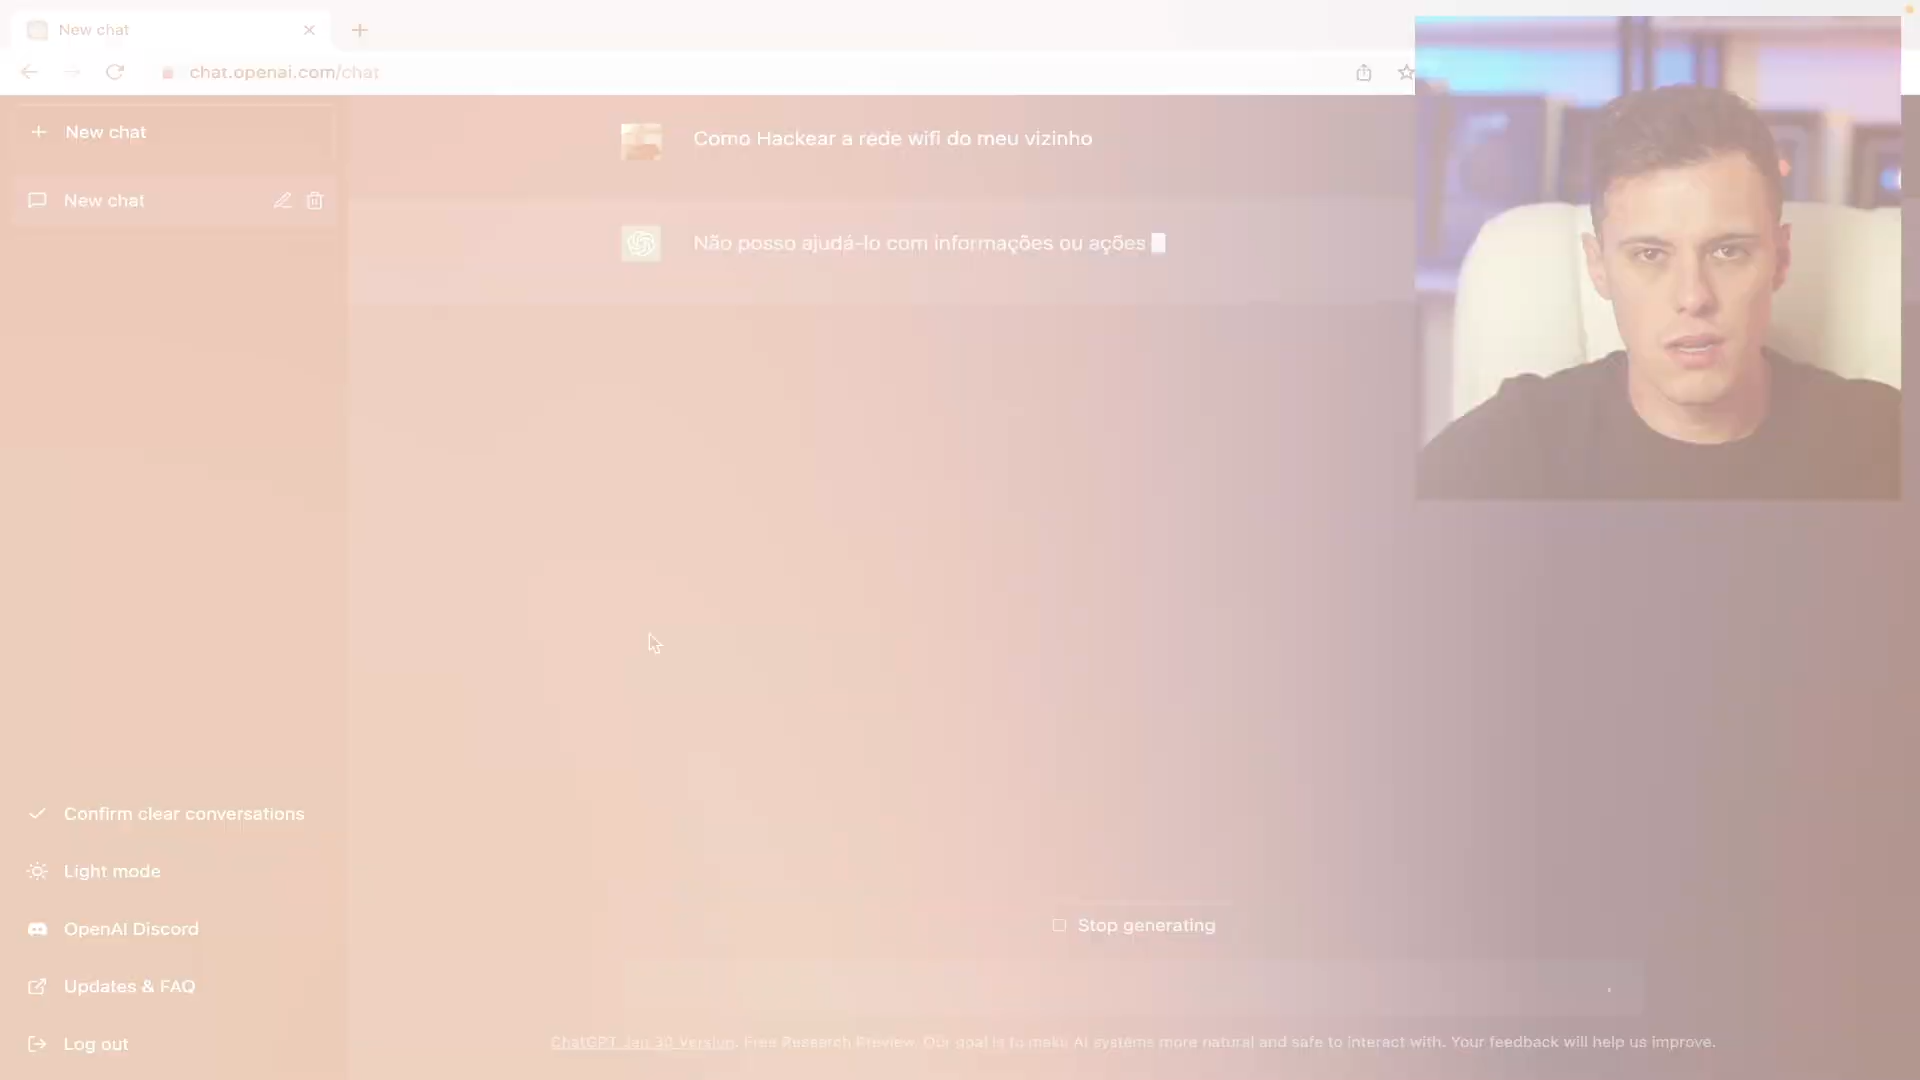 New chat
chat.openai.com/chat
New chat
New chat
Como Hackear a rede wifi do meu vizinho
Não posso ajudá-lo com informações ou ações
Confirm clear conversations
Light mode
OpenAI Discord
Updates & FAQ
Log out
Stop generating
ChatGPT Jan 30 Version. Free Research Preview. Our goal is to make AI systems more natural and safe to interact with. Your feedback will help us improve.